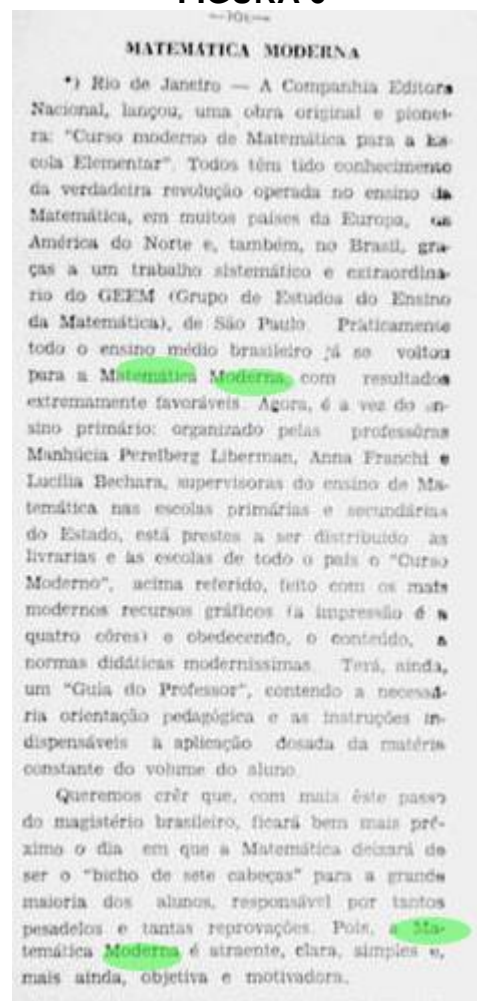 —101—
MATEMATICA MODERNA
*) Rio de Janeiro — A Companhia Editora
Nacional, lançou, uma obra original e pionei-
ra: "Curso moderno de Matemática para a Es-
cola Elementar". Todos têm tido conhecimento
da verdadeira revolução operada no ensino da
Matemática, em muitos países da Europa, na
América do Norte e, também, no Brasil, gra-
ças a um trabalho sistemático e extraordiná-
rio do GEEM (Grupo de Estudos do Ensino
da Matemática), de São Paulo. Pràticamente
todo o ensino médio brasileiro já se voltou
para a Matemática Moderna, com resultados
extremamente favoráveis. Agora, é a vez do en-
sino primário: organizado pelas professôras
Manhúcia Perelberg Liberman, Anna Franchi e
Lucília Bechara, supervisoras do ensino de Ma-
temática nas escolas primárias e secundárias
do Estado, está prestes a ser distribuído às
livrarias e às escolas de todo o país o "Curso
Moderno", acima referido, feito com os mais
modernos recursos gráficos (a impressão é a
quatro côres) e obedecendo, o conteúdo, a
normas didáticas moderníssimas. Terá, ainda,
um "Guia do Professor", contendo a necessá-
ria orientação pedagógica e as instruções in-
dispensáveis à aplicação dosada da matéria
constante do volume do aluno.
Queremos crêr que, com mais êste passo
do magistério brasileiro, ficará bem mais pró-
ximo o dia em que a Matemática deixará de
ser o "bicho de sete cabeças" para a grande
maioria dos alunos, responsável por tantos
pesadelos e tantas reprovações. Pois, a Ma-
temática Moderna é atraente, clara, simples e,
mais ainda, objetiva e motivadora.